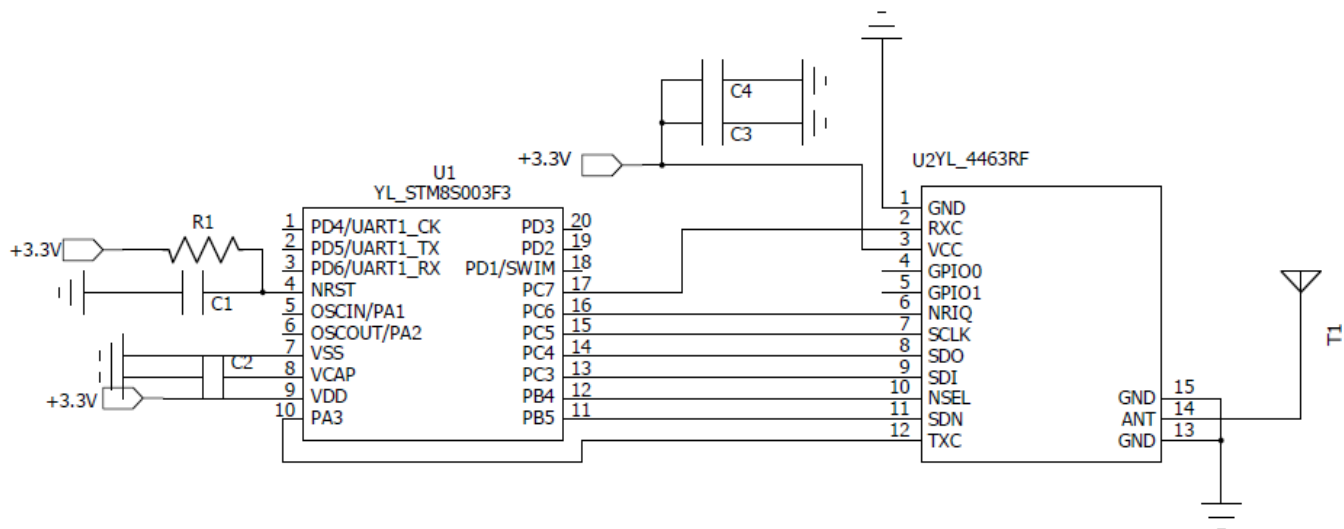 C4
C3
+3.3V
U2YL_4463RF
U1
YL_STM8S003F3
R1
+3.3V
C1
C2
+3.3V
1 PD4/UART1_CK
2 PD5/UART1_TX
3 PD6/UART1_RX
4 NRST
5 OSCIN/PA1
6 OSCOUT/PA2
7 VSS
8 VCAP
9 VDD
10 PA3
PD3 20
PD2 19
PD1/SWIM 18
PC7 17
PC6 16
PC5 15
PC4 14
PC3 13
PB4 12
PB5 11
1 GND
2 RXC
3 VCC
4 GPIO0
5 GPIO1
6 NRIQ
7 SCLK
8 SDO
9 SDI
10 NSEL
11 SDN
12 TXC
GND 15
ANT 14
GND 13
T1